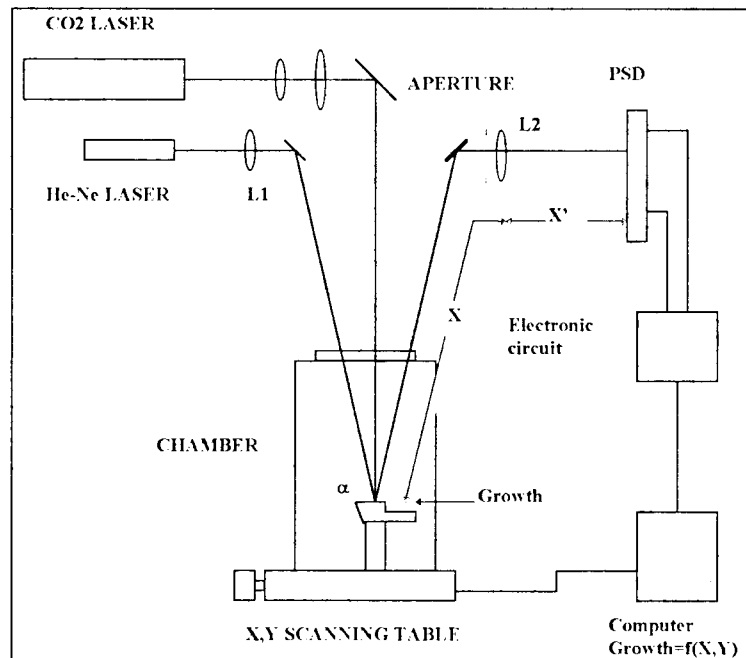 CO2 LASER
PSD
APERTURE
L2
He-Ne LASER
L1
X'
X
Electronic
circuit
CHAMBER
α
Growth
X,Y SCANNING TABLE
Computer
Growth=f(X,Y)